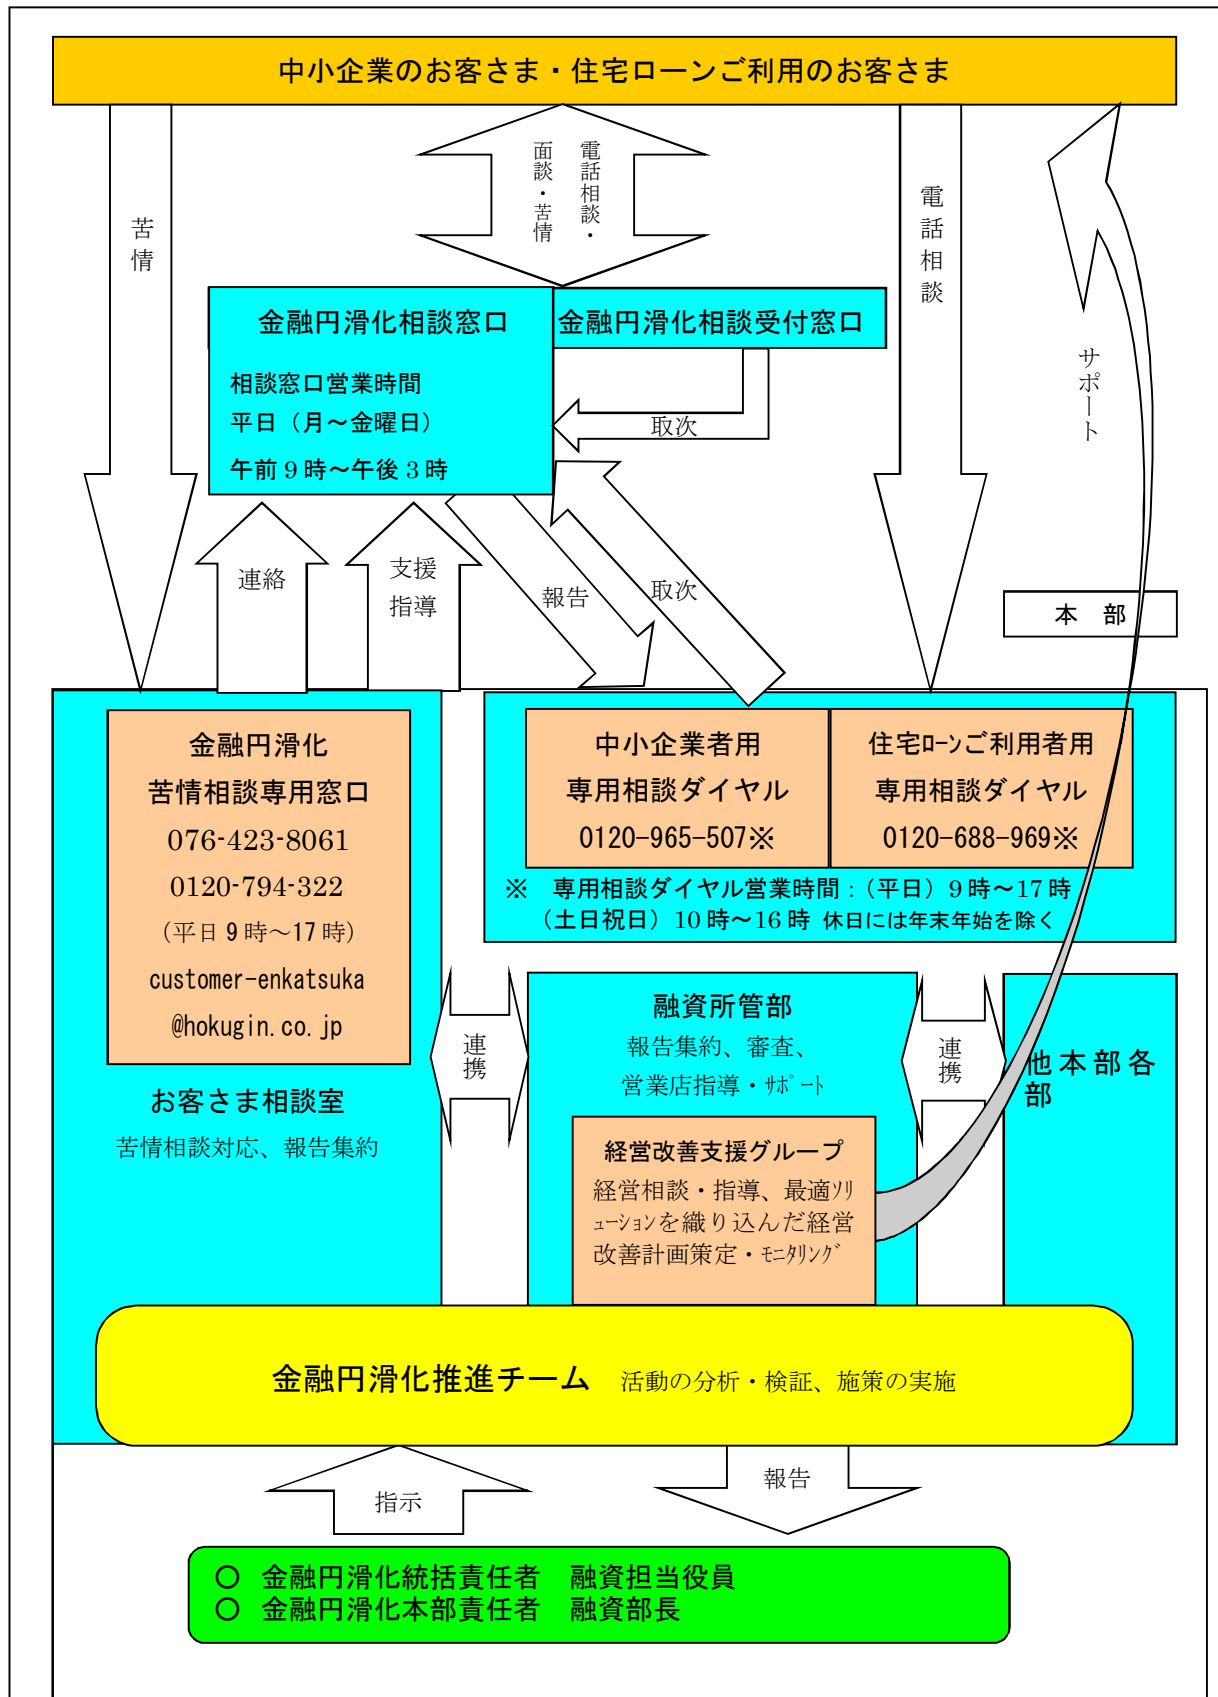 中小企業のお客さま・住宅ローンご利用のお客さま
苦情
電話相談・
面談・苦情
電話相談
サポート
金融円滑化相談窓口
金融円滑化相談受付窓口
相談窓口営業時間
平日（月～金曜日）
午前9時～午後3時
取次
連絡
支援
指導
報告
取次
本　部
金融円滑化
苦情相談専用窓口
076-423-8061
0120-794-322
（平日9時～17時）
customer-enkatsuka
@hokugin.co.jp
お客さま相談室
苦情相談対応、報告集約
中小企業者用
専用相談ダイヤル
0120-965-507※
住宅ﾛｰﾝご利用者用
専用相談ダイヤル
0120-688-969※
※　専用相談ダイヤル営業時間：（平日）9時～17時
（土日祝日）10時～16時 休日には年末年始を除く
連携
融資所管部
報告集約、審査、
営業店指導・ｻﾎﾟｰﾄ
経営改善支援グループ
経営相談・指導、最適ｿﾘ
ｭｰｼｮﾝを織り込んだ経営
改善計画策定・ﾓﾆﾀﾘﾝｸﾞ
連携
他本部各
部
金融円滑化推進チーム　活動の分析・検証、施策の実施
指示
報告
○　金融円滑化統括責任者　融資担当役員
○　金融円滑化本部責任者　融資部長